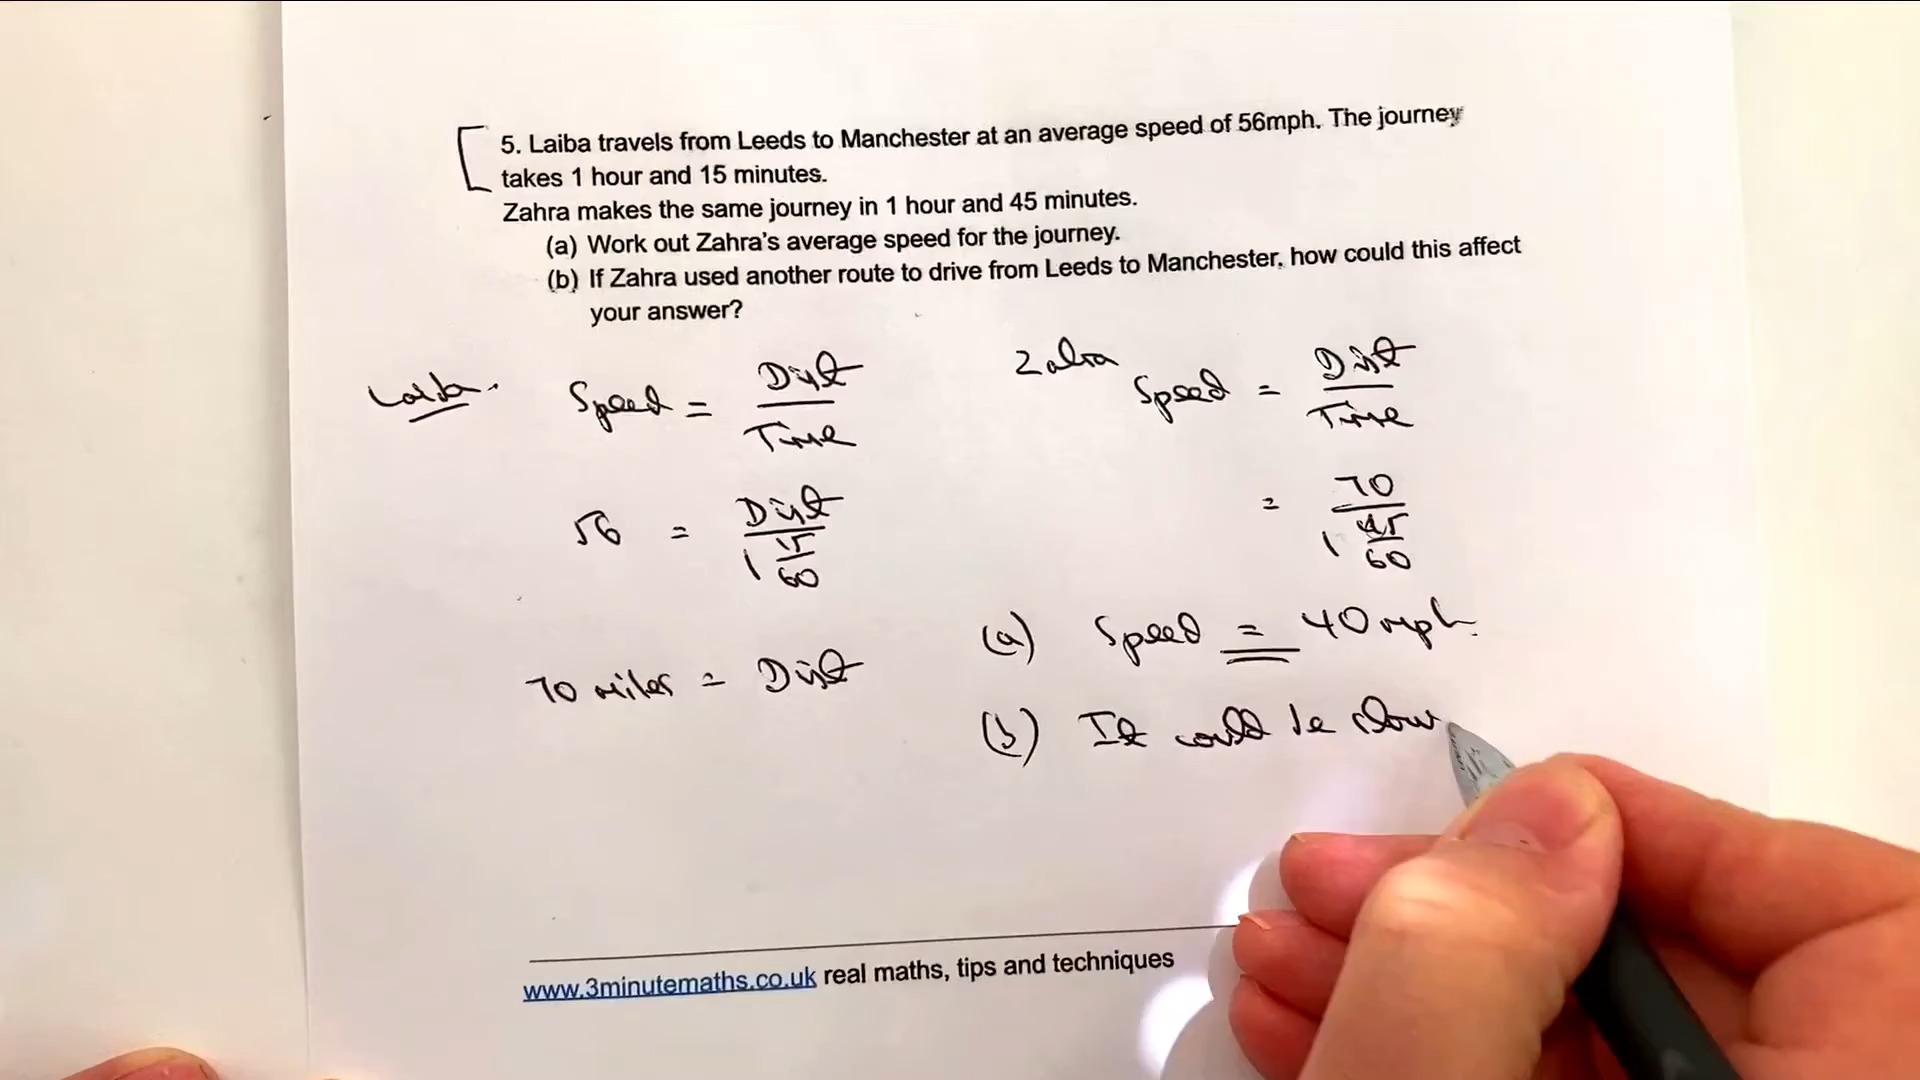 5. Laiba travels from Leeds to Manchester at an average speed of 56mph. The journey
takes 1 hour and 15 minutes.
Zahra makes the same journey in 1 hour and 45 minutes.
(a) Work out Zahra's average speed for the journey.
(b) If Zahra used another route to drive from Leeds to Manchester, how could this affect
your answer?
Laiba.
Speed = Dist / Time
56 = Dist / 1 15/60
70 miles = Dist
Zahra
Speed = Dist / Time
= 70 / 1 45/60
(a) Speed = 40mph.
(b) It could be slow
www.3minutemaths.co.uk real maths, tips and techniques